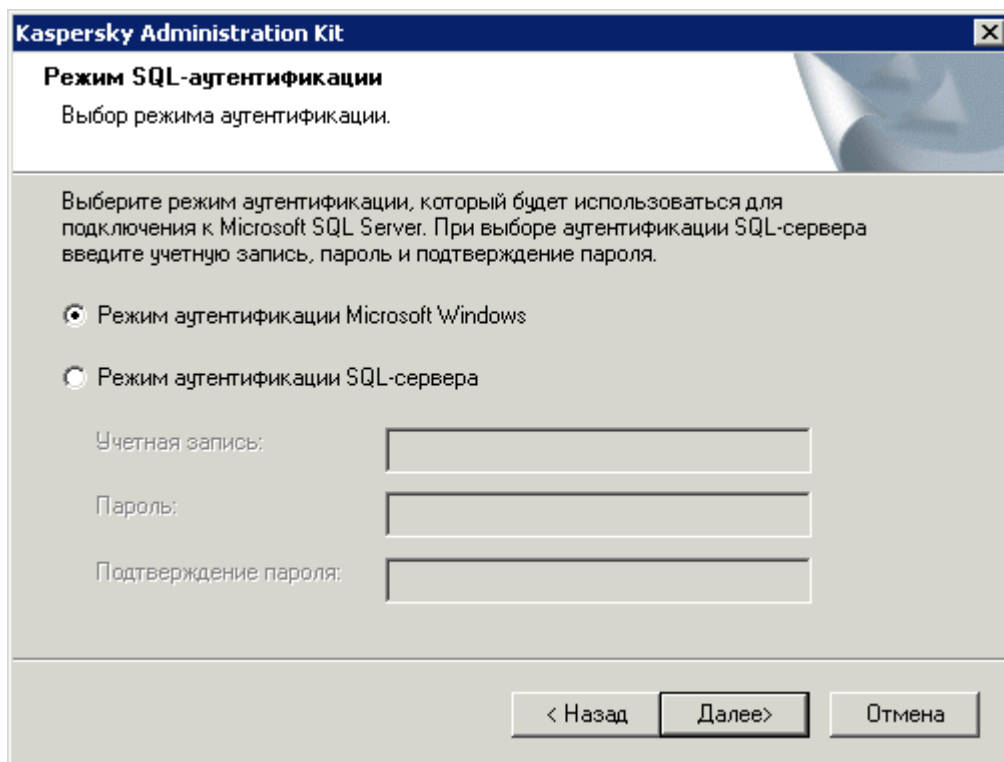 Kaspersky Administration Kit
Режим SQL-аутентификации
Выбор режима аутентификации.
Выберите режим аутентификации, который будет использоваться для
подключения к Microsoft SQL Server. При выборе аутентификации SQL-сервера
введите учетную запись, пароль и подтверждение пароля.
Режим аутентификации Microsoft Windows
Режим аутентификации SQL-сервера
Учетная запись:
Пароль:
Подтверждение пароля:
< Назад Далее> Отмена